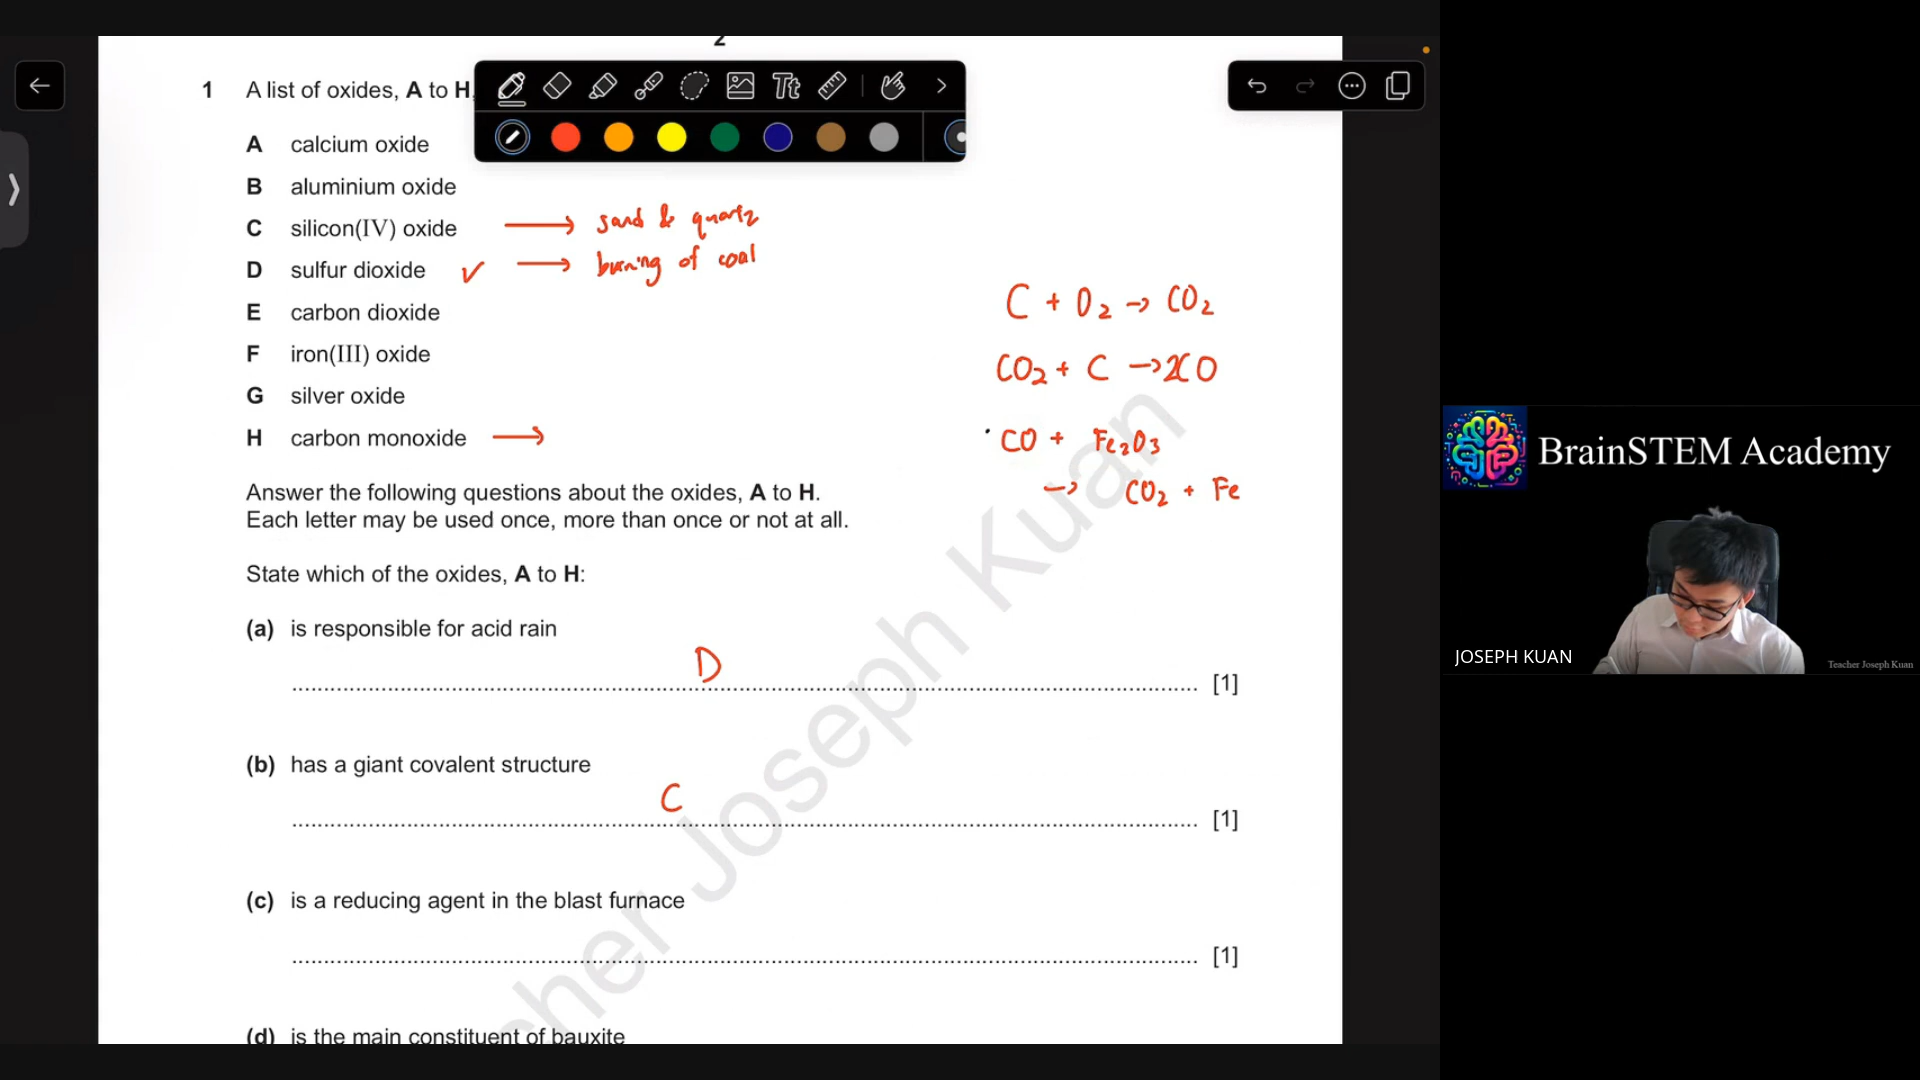 2
1 A list of oxides, A to H,
A calcium oxide
B aluminium oxide
C silicon(IV) oxide → sand & quartz
D sulfur dioxide ✓ → burning of coal
E carbon dioxide
F iron(III) oxide
G silver oxide
H carbon monoxide →
C + O₂ → CO₂
CO₂ + C → 2CO
CO + Fe₂O₃
→ CO₂ + Fe
Answer the following questions about the oxides, A to H.
Each letter may be used once, more than once or not at all.
State which of the oxides, A to H:
(a) is responsible for acid rain
D
[1]
(b) has a giant covalent structure
C
[1]
(c) is a reducing agent in the blast furnace
[1]
(d) is the main constituent of bauxite
cher Joseph Kuan
Tt
BrainSTEM Academy
JOSEPH KUAN
Teacher Joseph Kuan